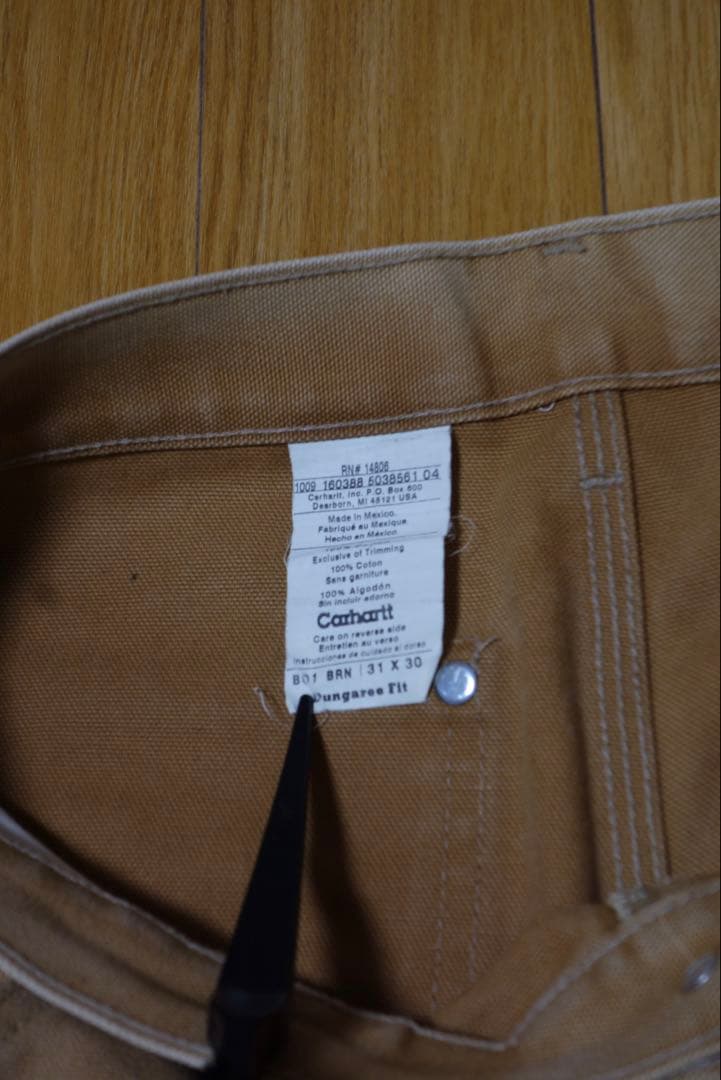 RN# 14806
1009 160388 5038561 04
Carhartt, Inc. P.O. Box 600
Dearborn, MI 48121 USA
Made in Mexico.
Fabriqué au Mexique
Hecho en México
Exclusive of Trimming
100% Coton
Sans garniture
100% Algodón
Sin incluir adorno
Carhartt
Care on reverse side
Entretien au verso
Instrucciones de cuidado al dorso
B01 BRN 31 X 30
Dungaree Fit